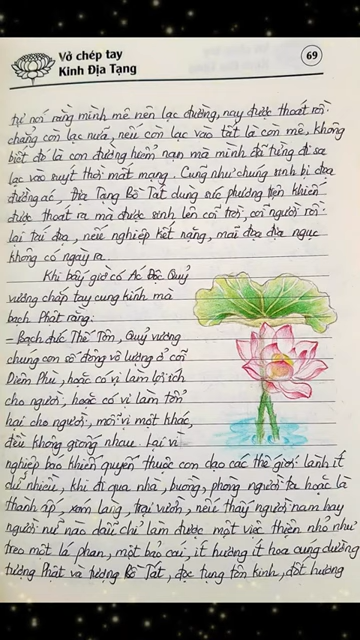 Vở chép tay
Kinh Địa Tạng
69
tự nói rằng mình mê nên lạc đường, nay được thoát rồi
chẳng còn lạc nữa, nếu còn lạc vào tất là còn mê, không
biết đó là con đường hiểm nạn mà mình đã từng đi sa
lạc vào suýt thời mất mạng. Cũng như chúng sinh bị đọa
đường ác, Địa Tạng Bồ Tát dùng sức phương tiện khiến
được thoát ra mà được sinh lên cõi trời, cõi người rồi
lại tái đọa, nếu nghiệp kết nặng, mãi đọa địa ngục
không có ngày ra.
Khi bấy giờ có Ác Độc Quỷ
vương chắp tay cung kính mà
bạch Phật rằng:
- Bạch đức Thế Tôn, Quỷ vương
chúng con số đông vô lượng ở cõi
Diêm Phù, hoặc có vị làm lợi ích
cho người, hoặc có vị làm tổn
hại cho người, mỗi vị một khác,
đều không giống nhau. Lại vì
nghiệp báo khiến quyến thuộc con dạo các thế giới lành ít
dữ nhiều, khi đi qua nhà, buồng, phòng người ta hoặc là
thành ấp, xóm làng, trại vườn, nếu thấy người nam hay
người nữ nào dẫu chỉ làm được một việc thiện nhỏ như
treo một lá phan, một bảo cái, ít hương ít hoa cúng dường
tượng Phật và tượng Bồ Tát, đọc tụng tôn kinh, đốt hương